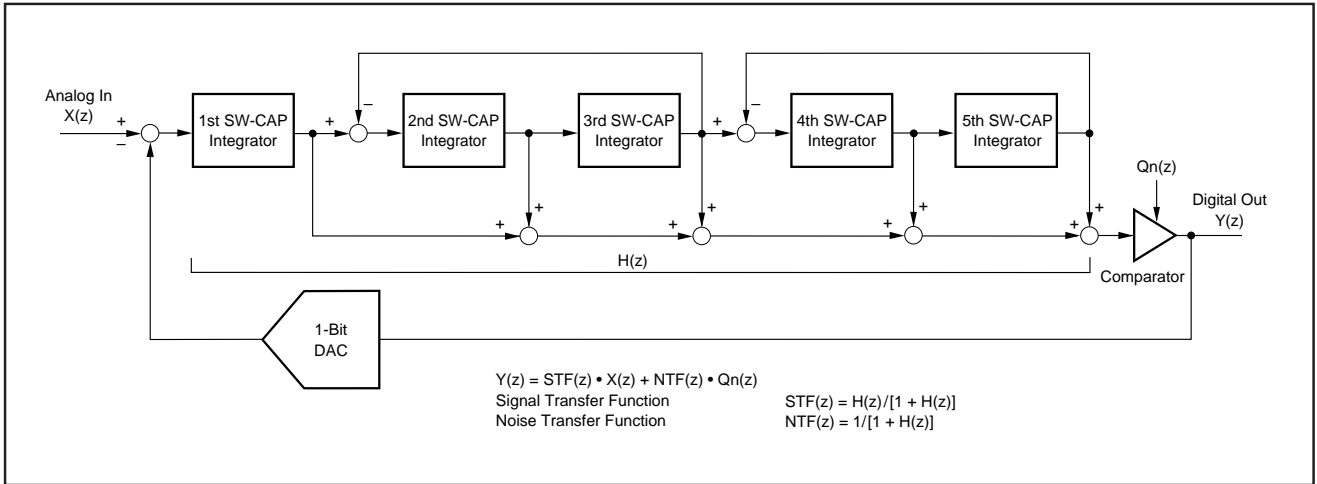 Analog In
X(z)
+
−
1st SW-CAP
Integrator
+
−
2nd SW-CAP
Integrator
3rd SW-CAP
Integrator
+
−
4th SW-CAP
Integrator
5th SW-CAP
Integrator
+
+
+
+
+
+
+
+
Qn(z)
Digital Out
Y(z)
Comparator
H(z)
1-Bit
DAC
Y(z) = STF(z) • X(z) + NTF(z) • Qn(z)
Signal Transfer Function STF(z) = H(z)/[1 + H(z)]
Noise Transfer Function NTF(z) = 1/[1 + H(z)]